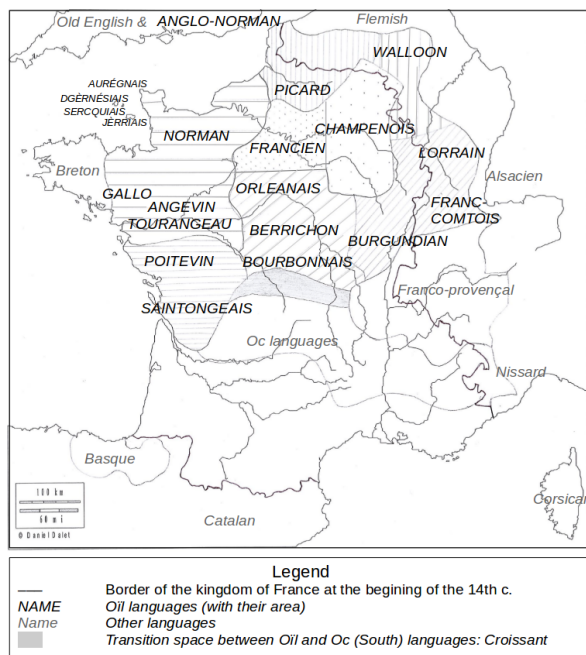 Old English & ANGLO-NORMAN
Flemish
WALLOON
AURÉGNAIS
PICARD
DGÈRNÉSIAIS
SERCQUIAIS
JÈRRIAIS
CHAMPENOIS
NORMAN
FRANCIEN
LORRAIN
Breton
Alsacien
ORLEANAIS
GALLO
FRANC-
COMTOIS
ANGEVIN
TOURANGEAU
BERRICHON
BURGUNDIAN
POITEVIN
BOURBONNAIS
Franco-provençal
SAINTONGEAIS
Oc languages
Nissard
Basque
100 km
60 mi
© Daniel Dalet
Catalan
Corsican
Legend
Border of the kingdom of France at the begining of the 14th c.
NAME Oïl languages (with their area)
Name Other languages
Transition space between Oïl and Oc (South) languages: Croissant